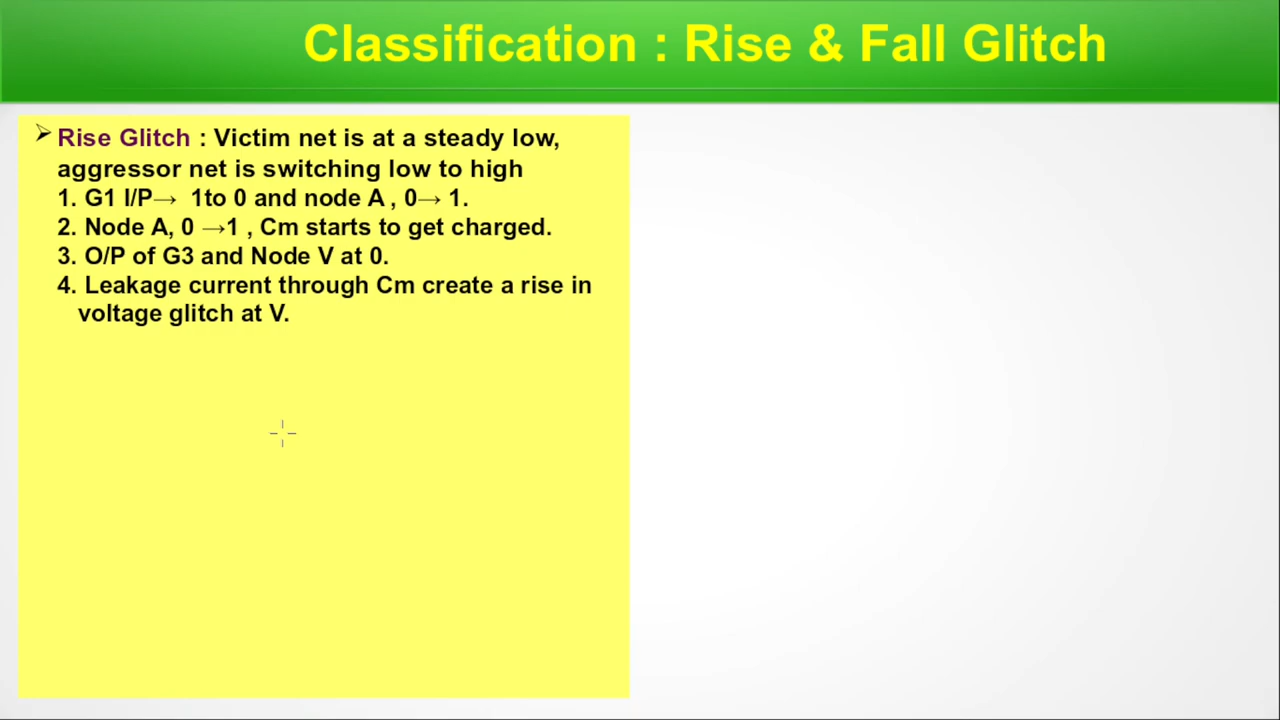 Classification : Rise & Fall Glitch
➢ Rise Glitch : Victim net is at a steady low,
aggressor net is switching low to high
1. G1 I/P→ 1to 0 and node A , 0→ 1.
2. Node A, 0 →1 , Cm starts to get charged.
3. O/P of G3 and Node V at 0.
4. Leakage current through Cm create a rise in
voltage glitch at V.